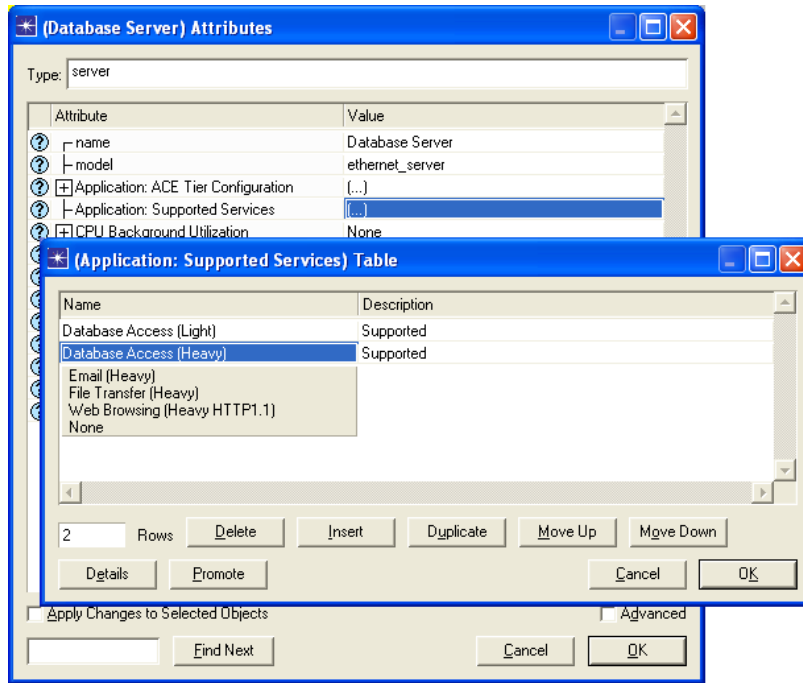 (Database Server) Attributes
Type: server
Attribute Value
name Database Server
model ethernet_server
Application: ACE Tier Configuration (...)
Application: Supported Services (...)
CPU Background Utilization None
(Application: Supported Services) Table
Name Description
Database Access (Light) Supported
Database Access (Heavy) Supported
Email (Heavy)
File Transfer (Heavy)
Web Browsing (Heavy HTTP1.1)
None
2 Rows Delete Insert Duplicate Move Up Move Down
Details Promote Cancel OK
Apply Changes to Selected Objects Advanced
Find Next Cancel OK